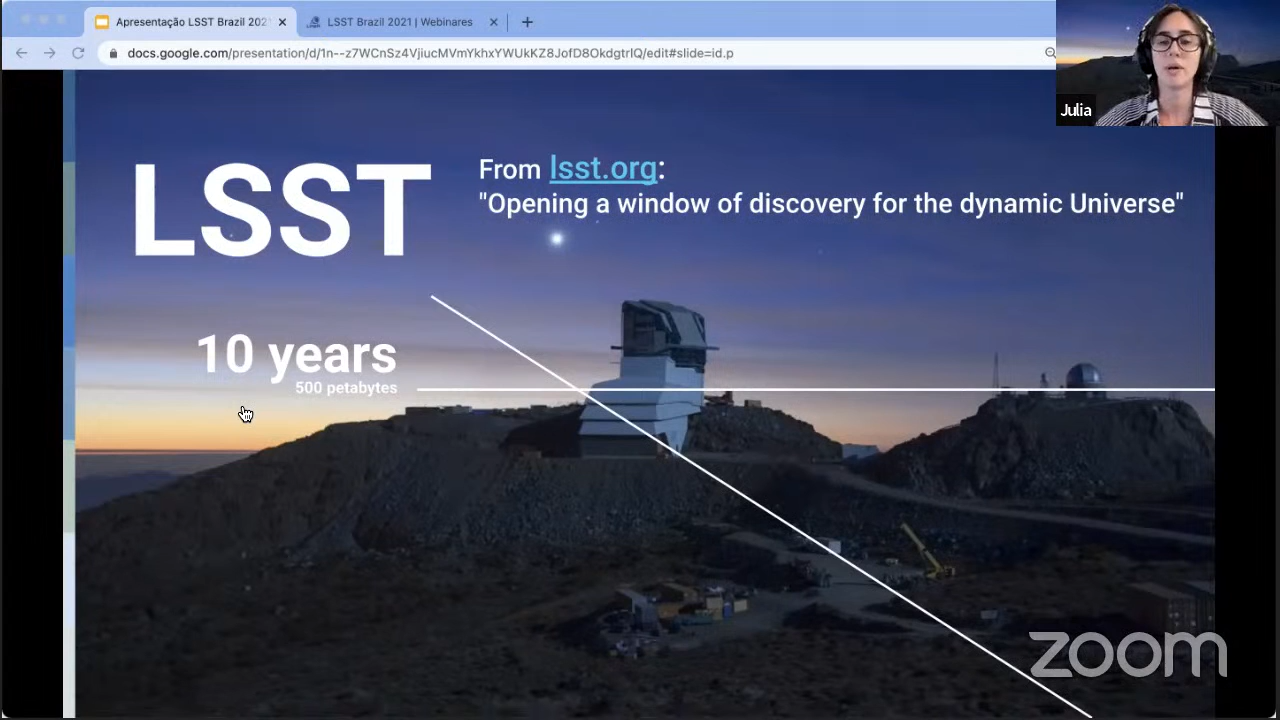 Apresentação LSST Brazil 202
LSST Brazil 2021 | Webinares
docs.google.com/presentation/d/1n--z7WCnSz4VjiucMVmYkhxYWUkKZ8JofD8OkdgtrIQ/edit#slide=id.p
Julia
LSST
From lsst.org:
"Opening a window of discovery for the dynamic Universe"
10 years
500 petabytes
zoom